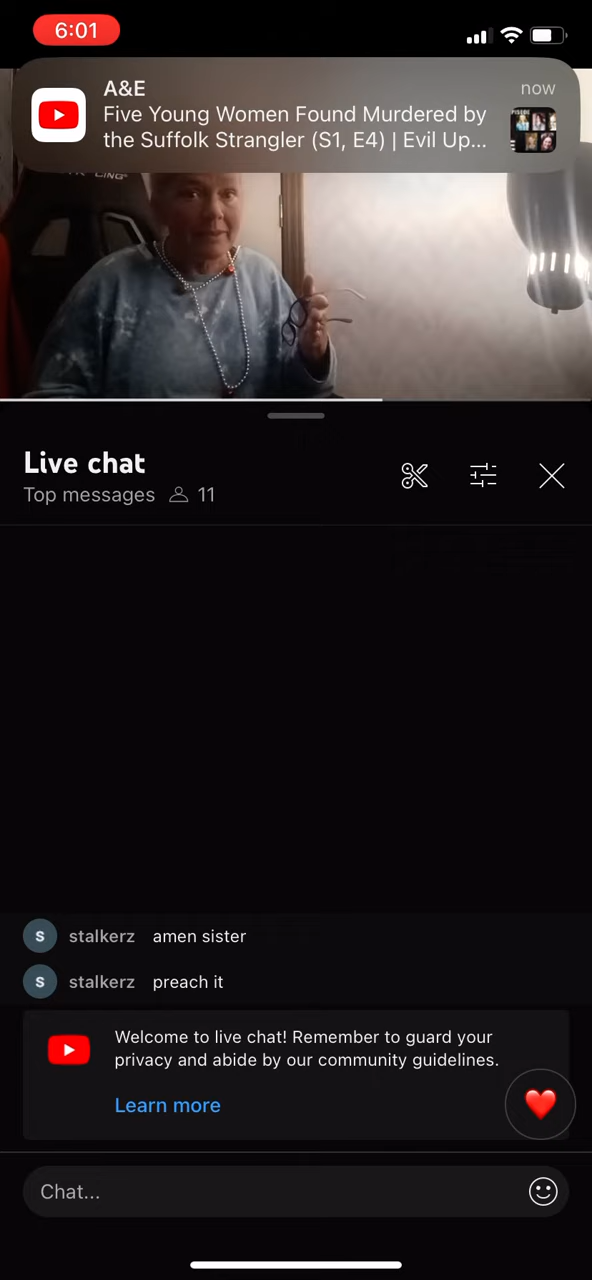 6:01
A&E
now
Five Young Women Found Murdered by
the Suffolk Strangler (S1, E4) | Evil Up...
Live chat
Top messages 11
S stalkerz amen sister
S stalkerz preach it
Welcome to live chat! Remember to guard your
privacy and abide by our community guidelines.
Learn more
Chat...